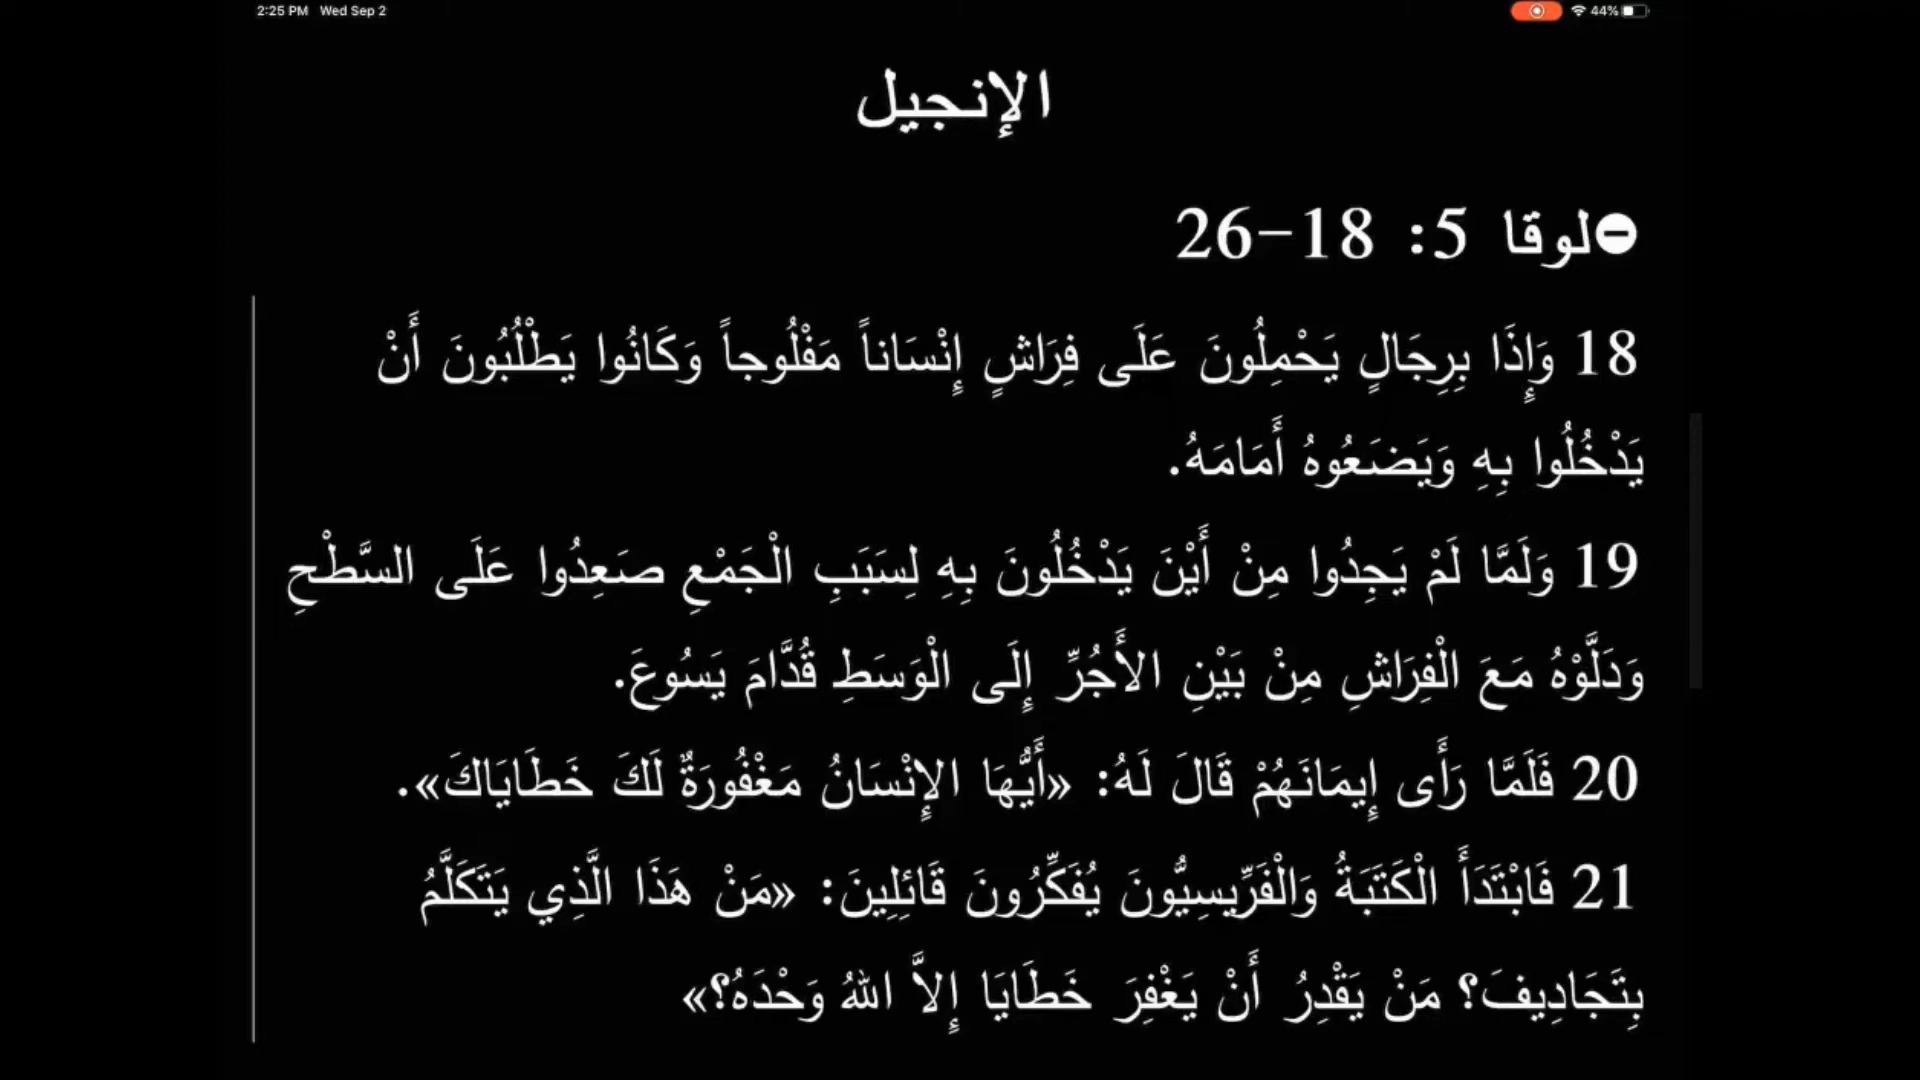 2:25 PM Wed Sep 2
44%
الإنجيل
لوقا 5: 18-26
18 وَإِذَا بِرِجَالٍ يَحْمِلُونَ عَلَى فِرَاشٍ إِنْسَاناً مَفْلُوجاً وَكَانُوا يَطْلُبُونَ أَنْ
يَدْخُلُوا بِهِ وَيَضَعُوهُ أَمَامَهُ.
19 وَلَمَّا لَمْ يَجِدُوا مِنْ أَيْنَ يَدْخُلُونَ بِهِ لِسَبَبِ الْجَمْعِ صَعِدُوا عَلَى السَّطْحِ
وَدَلَّوْهُ مَعَ الْفِرَاشِ مِنْ بَيْنِ الأَجُرِّ إِلَى الْوَسَطِ قُدَّامَ يَسُوعَ.
20 فَلَمَّا رَأَى إِيمَانَهُمْ قَالَ لَهُ: «أَيُّهَا الإِنْسَانُ مَغْفُورَةٌ لَكَ خَطَايَاكَ».
21 فَابْتَدَأَ الْكَتَبَةُ وَالْفَرِّيسِيُّونَ يُفَكِّرُونَ قَائِلِينَ: «مَنْ هَذَا الَّذِي يَتَكَلَّمُ
بِتَجَادِيفَ؟ مَنْ يَقْدِرُ أَنْ يَغْفِرَ خَطَايَا إِلاَّ اللهُ وَحْدَهُ؟»